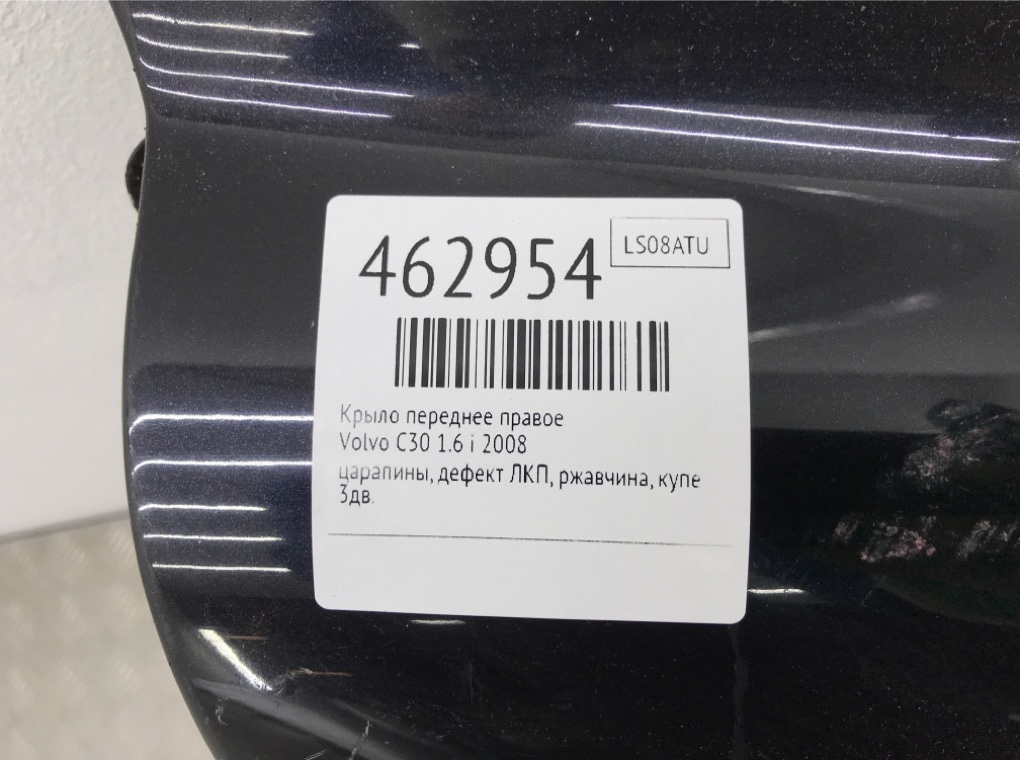 462954
LS08ATU
Крыло переднее правое
Volvo C30 1.6 i 2008
царапины, дефект ЛКП, ржавчина, купе
3дв.